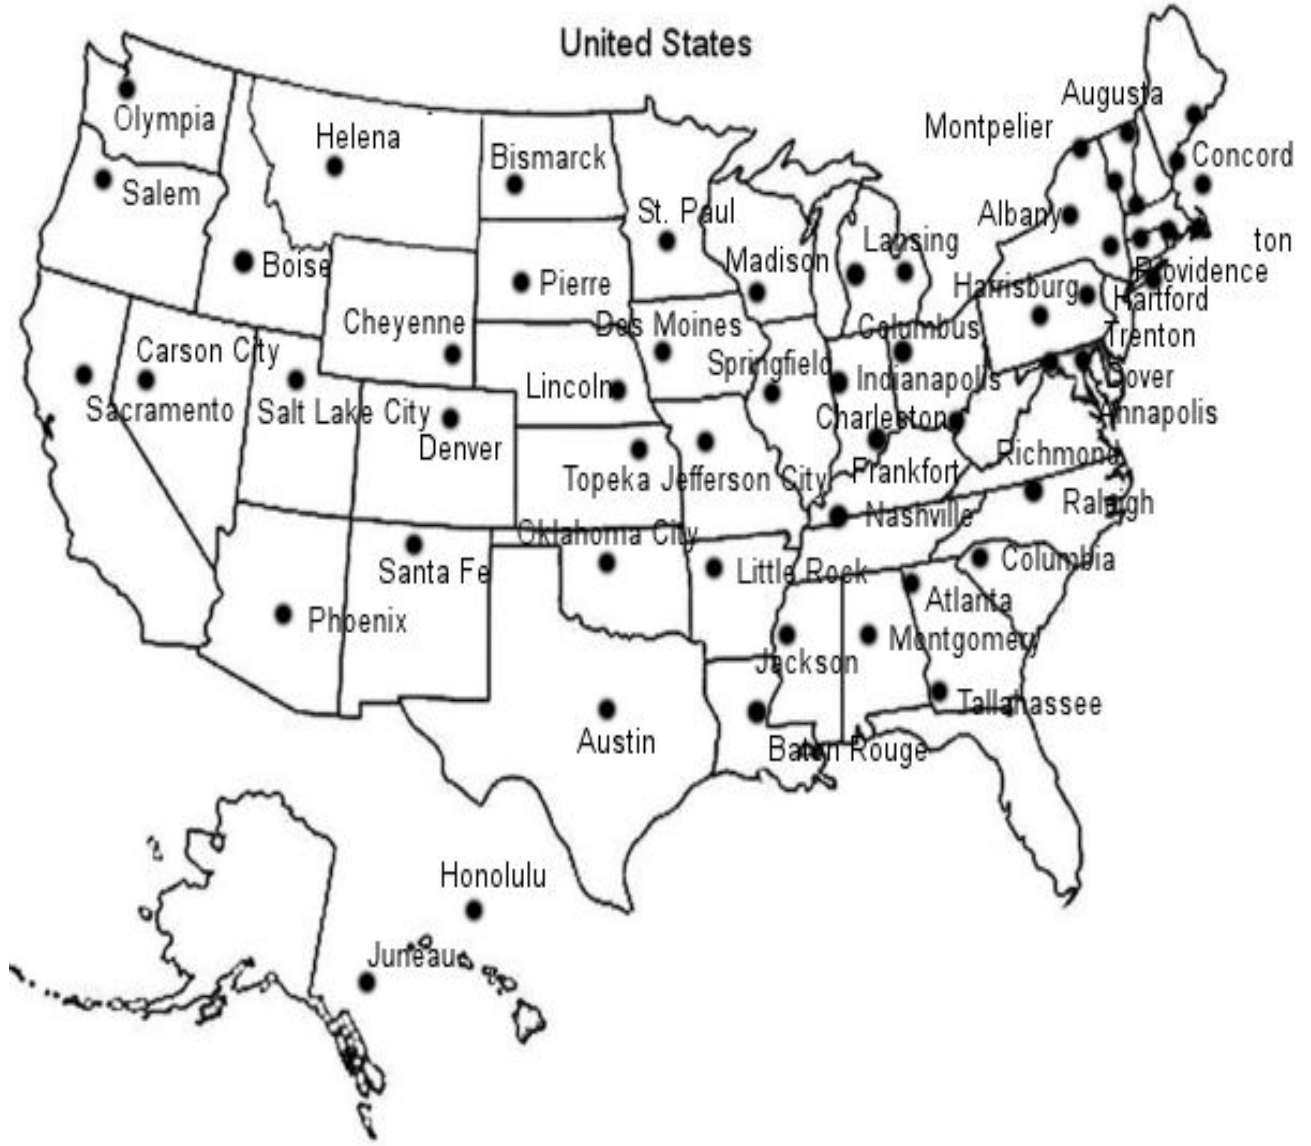 United States
Augusta
Olympia
Montpelier
Helena
Bismarck
Concord
Salem
St. Paul
Albany
ton
Lansing
Boise
Madison
Providence
Pierre
Harrisburg
Hartford
Cheyenne
Des Moines
Columbus
Trenton
Carson City
Springfield
Dover
Lincoln
Indianapolis
Sacramento
Salt Lake City
Charleston
Annapolis
Denver
Richmond
Topeka
Jefferson City
Frankfort
Raleigh
Nashville
Oklahoma City
Santa Fe
Little Rock
Columbia
Atlanta
Phoenix
Montgomery
Jackson
Tallahassee
Austin
Baton Rouge
Honolulu
Juneau